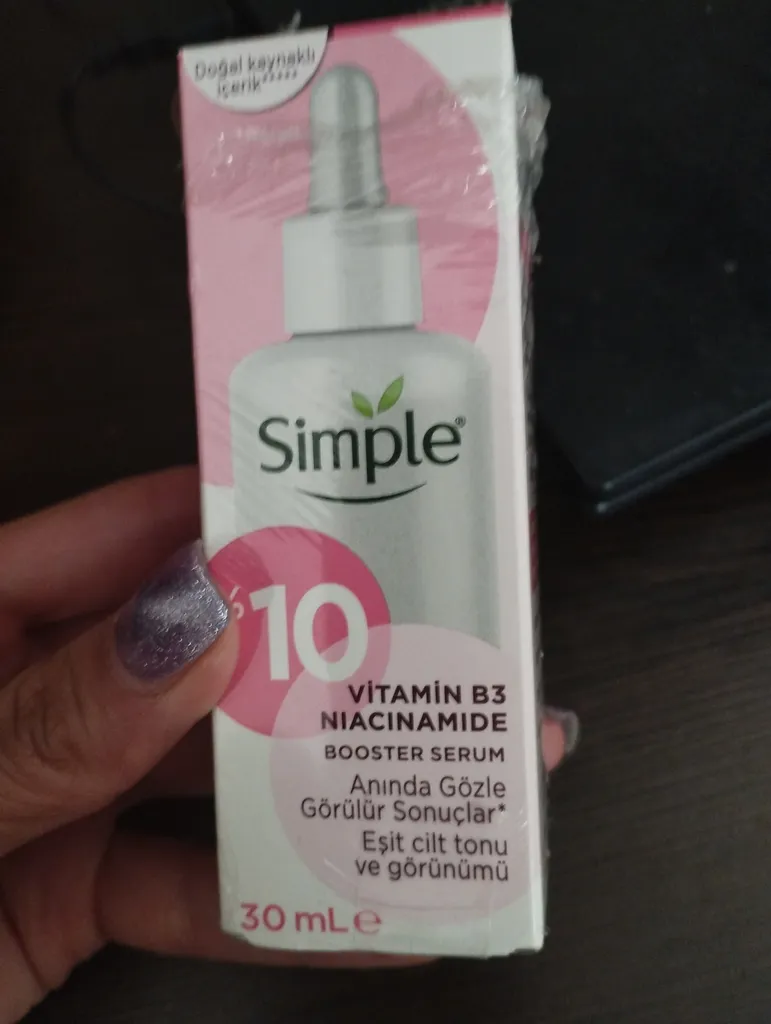 Doğal kaynaklı
içerik*****
Simple®
%10
VİTAMİN B3
NIACINAMIDE
BOOSTER SERUM
Anında Gözle
Görülür Sonuçlar*
Eşit cilt tonu
ve görünümü
30 mL ℮